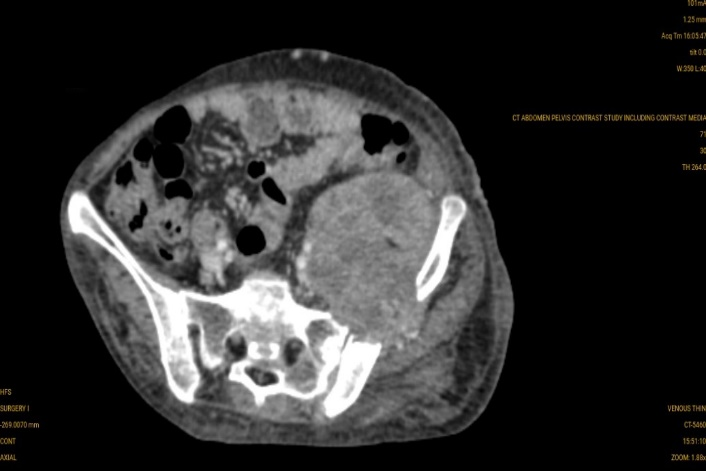 101mA
1.25 mm
Acq Tm 16:05:47
tilt 0.0
W:350 L:40
CT ABDOMEN PELVIS CONTRAST STUDY INCLUDING CONTRAST MEDIA
71
30
TH 264.0
HFS
SURGERY I
-269.0070 mm
CONT
AXIAL
VENOUS THIN
CT-5460
15:51:10
ZOOM: 1.88x